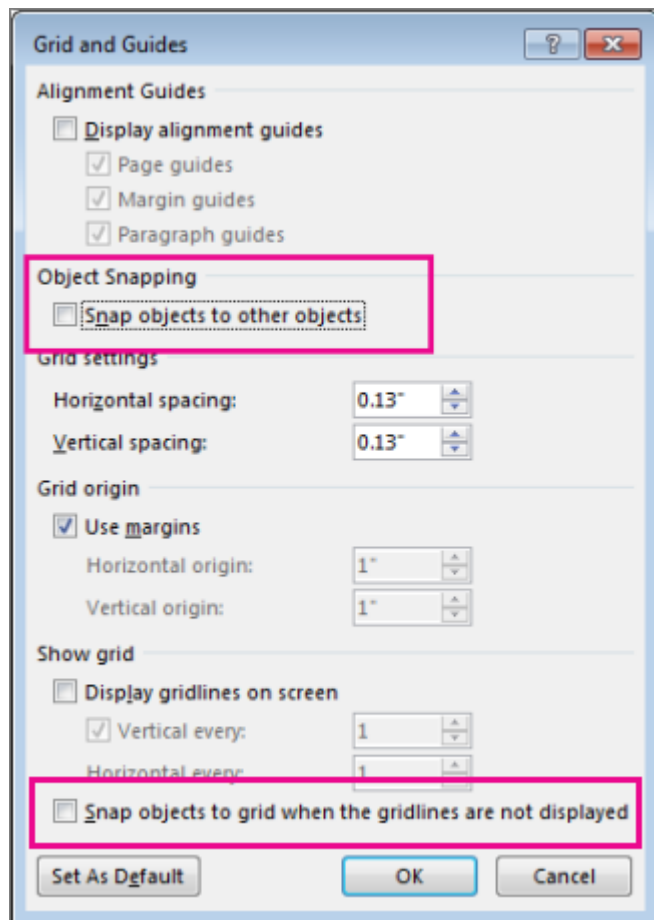 Grid and Guides
Alignment Guides
Display alignment guides
Page guides
Margin guides
Paragraph guides
Object Snapping
Snap objects to other objects
Grid settings
Horizontal spacing: 0.13"
Vertical spacing: 0.13"
Grid origin
Use margins
Horizontal origin: 1"
Vertical origin: 1"
Show grid
Display gridlines on screen
Vertical every: 1
Horizontal every: 1
Snap objects to grid when the gridlines are not displayed
Set As Default OK Cancel